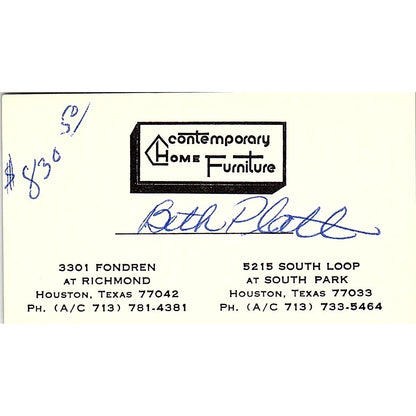 $830 50/
contemporary
Home Furniture
Beth Platt
3301 FONDREN
AT RICHMOND
HOUSTON, TEXAS 77042
PH. (A/C 713) 781-4381
5215 SOUTH LOOP
AT SOUTH PARK
HOUSTON, TEXAS 77033
PH. (A/C 713) 733-5464